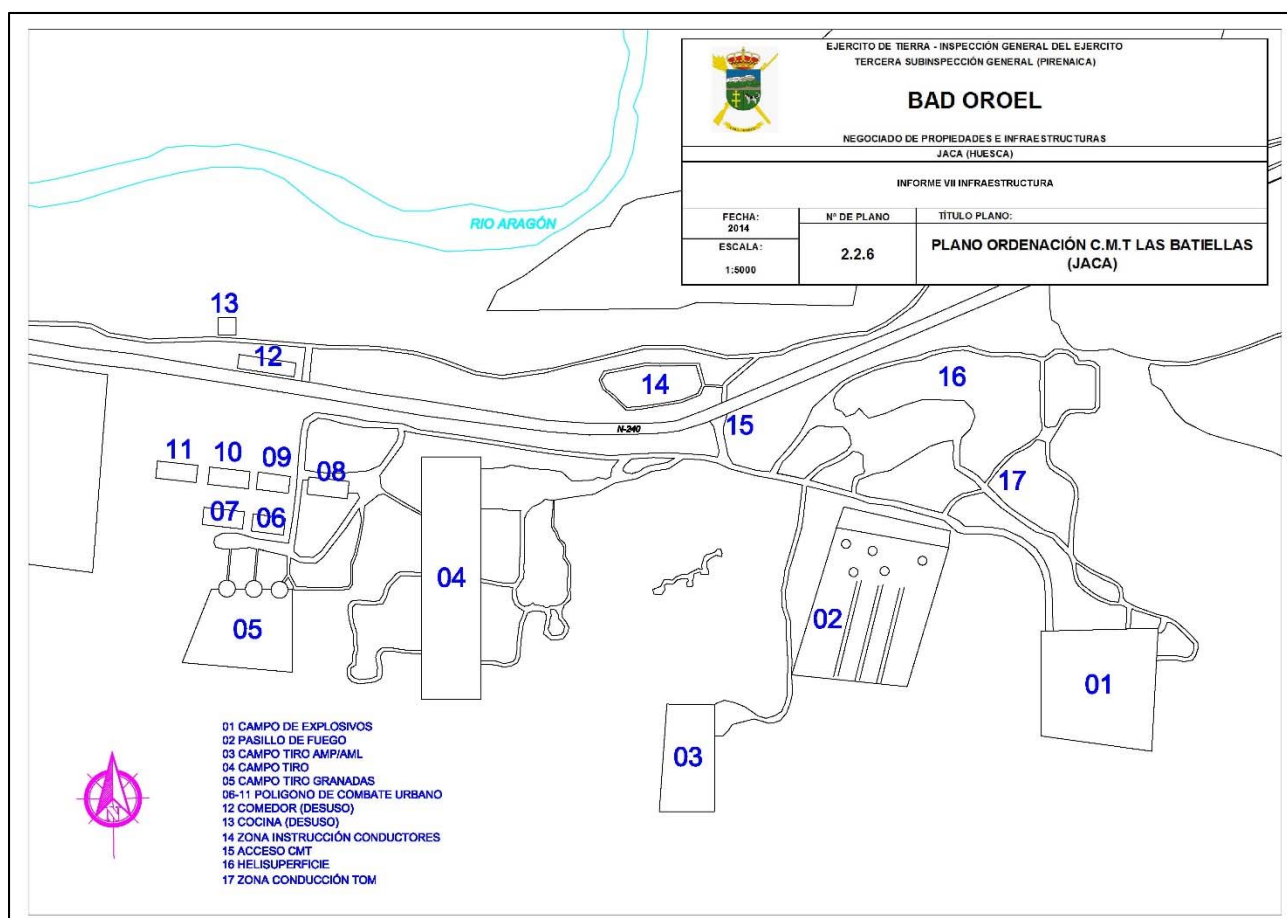 EJERCITO DE TIERRA - INSPECCIÓN GENERAL DEL EJERCITO
TERCERA SUBINSPECCIÓN GENERAL (PIRENAICA)
BAD OROEL
NEGOCIADO DE PROPIEDADES E INFRAESTRUCTURAS
JACA (HUESCA)
INFORME VII INFRAESTRUCTURA
FECHA:
2014
Nº DE PLANO
TÍTULO PLANO:
ESCALA:
1:5000
2.2.6
PLANO ORDENACIÓN C.M.T LAS BATIELLAS
(JACA)
RIO ARAGÓN
13
12
14
16
15
N-240
11
10
09
08
17
07
06
04
05
02
01
03
01 CAMPO DE EXPLOSIVOS
02 PASILLO DE FUEGO
03 CAMPO TIRO AMP/AML
04 CAMPO TIRO
05 CAMPO TIRO GRANADAS
06-11 POLIGONO DE COMBATE URBANO
12 COMEDOR (DESUSO)
13 COCINA (DESUSO)
14 ZONA INSTRUCCIÓN CONDUCTORES
15 ACCESO CMT
16 HELISUPERFICIE
17 ZONA CONDUCCIÓN TOM
N